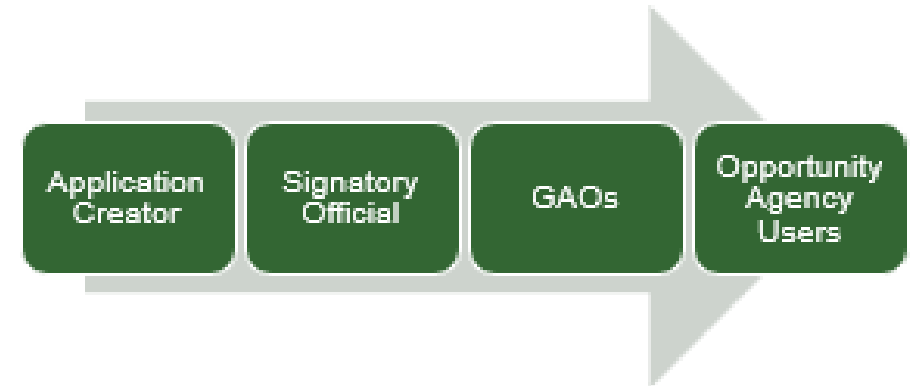 Application
Creator
Signatory
Official
GAOs
Opportunity
Agency
Users